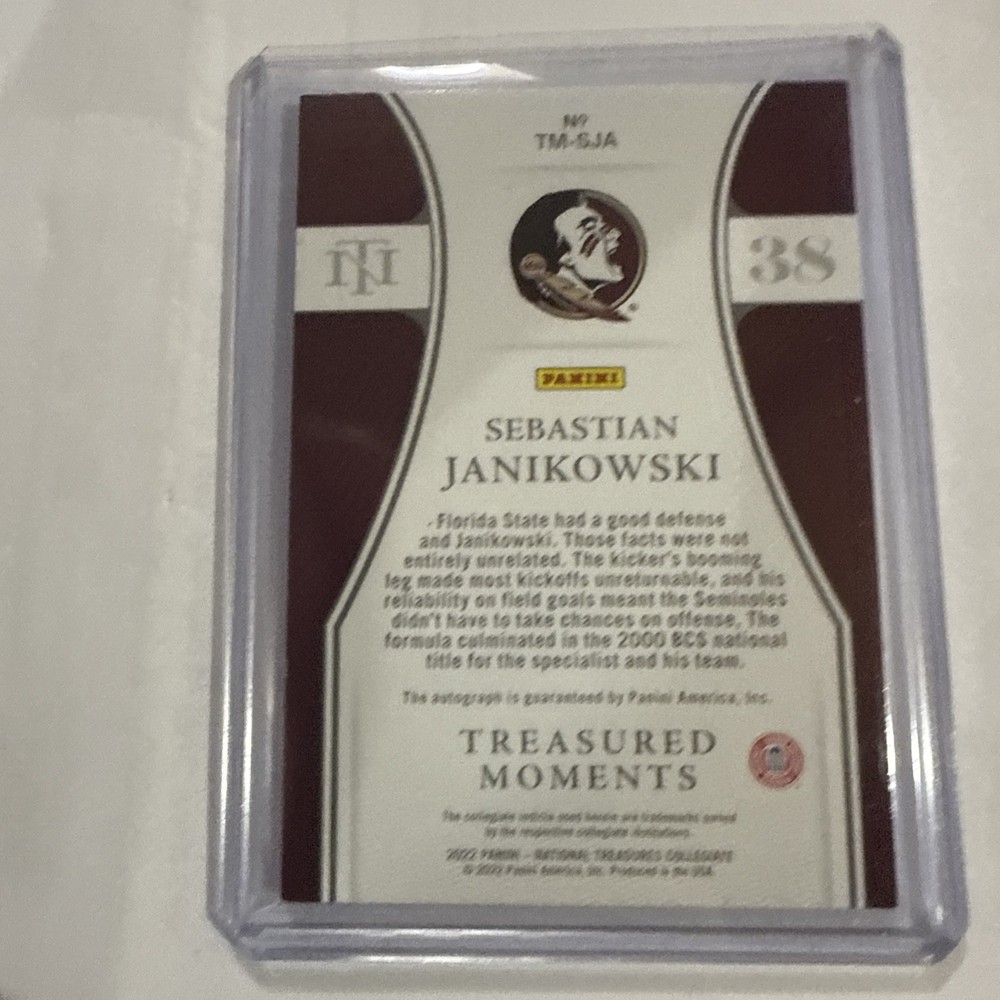 Nº
TM-SJA
NT
38
PANINI
SEBASTIAN
JANIKOWSKI
Florida State had a good defense
and Janikowski. Those facts were not
entirely unrelated. The kicker's booming
leg made most kickoffs unreturnable, and his
reliability on field goals meant the Seminoles
didn't have to take chances on offense. The
formula culminated in the 2000 BCS national
title for the specialist and his team.
The autograph is guaranteed by Panini America, Inc.
TREASURED
MOMENTS
The collegiate indicia used herein are trademarks owned
by the respective collegiate institutions.
2022 PANINI – NATIONAL TREASURES COLLEGIATE
© 2022 Panini America, Inc. Produced in the USA.